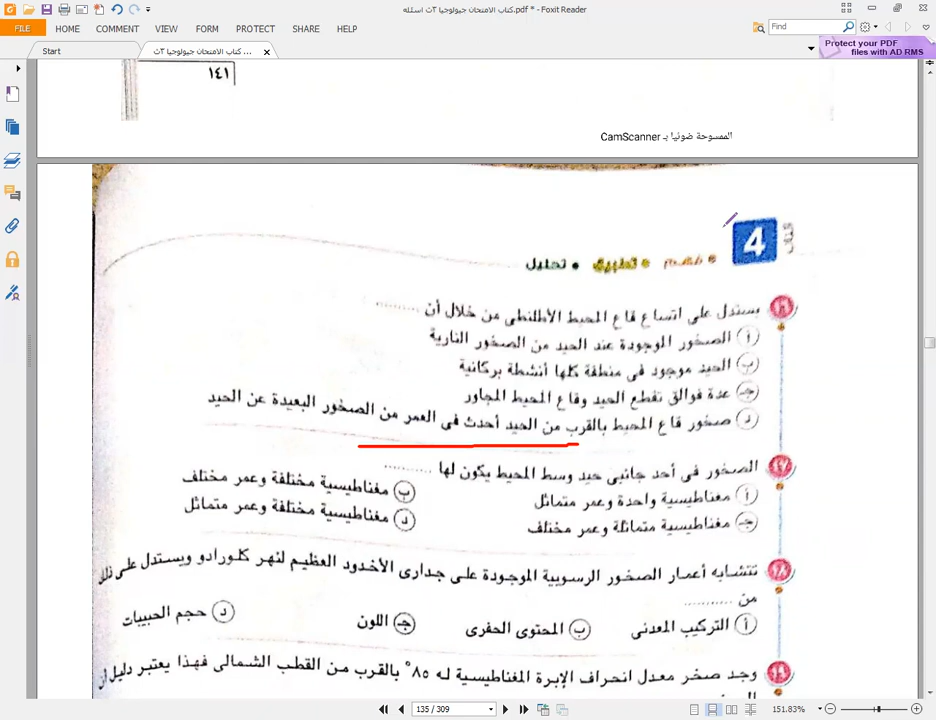 كتاب الامتحان جيولوجيا ٣ث اسئله.pdf * - Foxit Reader
FILE HOME COMMENT VIEW FORM PROTECT SHARE HELP
Find
Start
... كتاب الامتحان جيولوجيا ٣ث
Protect your PDF files with AD RMS
١٤١
الممسوحة ضوئيا بـ CamScanner
الباب 4
• فهم • تطبيق • تحليل
يستدل على اتساع قاع المحيط الأطلنطى من خلال أن ..........
أ الصخور الموجودة عند الحيد من الصخور النارية
ب الحيد موجود فى منطقة كلها أنشطة بركانية
ج عدة فوالق تقطع الحيد وقاع المحيط المجاور
د صخور قاع المحيط بالقرب من الحيد أحدث فى العمر من الصخور البعيدة عن الحيد
الصخور فى أحد جانبى حيد وسط المحيط يكون لها ..........
أ مغناطيسية واحدة وعمر متماثل
ب مغناطيسية مختلفة وعمر مختلف
ج مغناطيسية متماثلة وعمر مختلف
د مغناطيسية مختلفة وعمر متماثل
تتشابه أعمار الصخور الرسوبية الموجودة على جدارى الأخدود العظيم لنهر كلورادو ويستدل على ذلك
من ..........
أ التركيب المعدنى
ب المحتوى الحفرى
ج اللون
د حجم الحبيبات
وجد صخر معدل انحراف الإبرة المغناطيسية له ٨٥° بالقرب من القطب الشمالى فهذا يعتبر دليل أن
135 / 309
151.83%